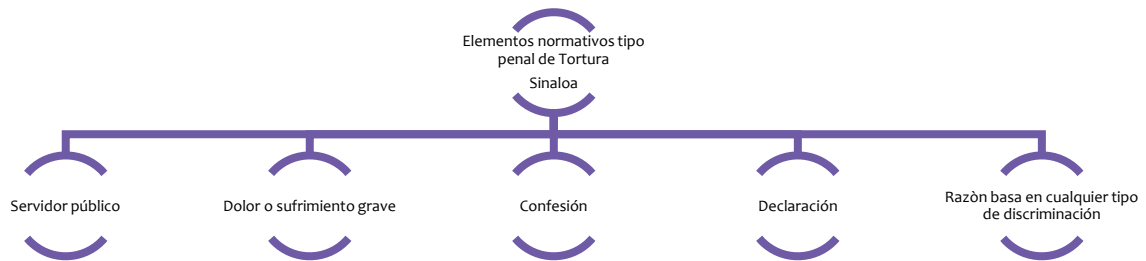 Elementos normativos tipo
penal de Tortura
Sinaloa
Servidor público
Dolor o sufrimiento grave
Confesión
Declaración
Razòn basa en cualquier tipo
de discriminación